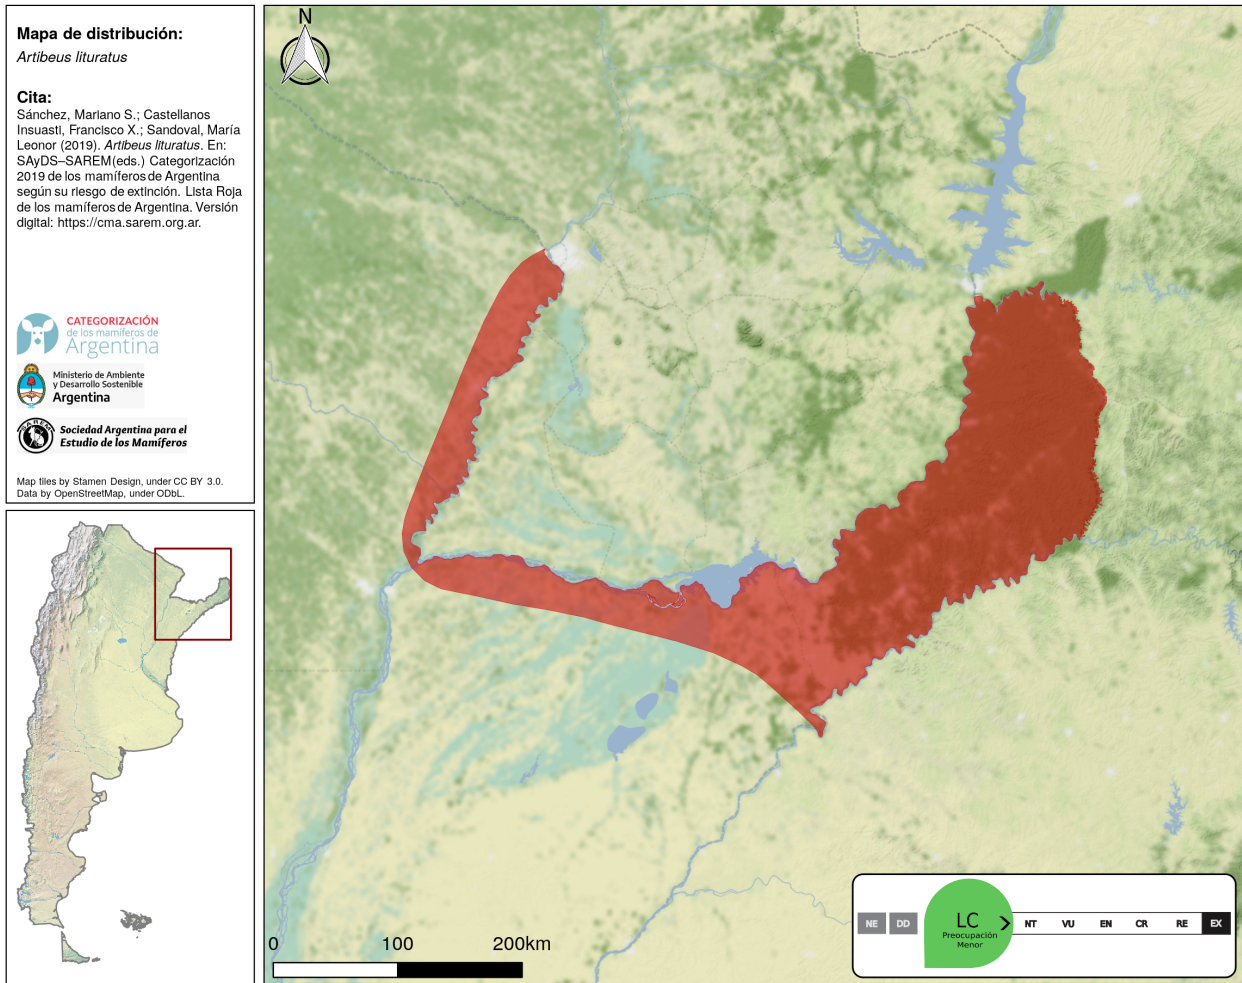 Mapa de distribución:
Artibeus lituratus
Cita:
Sánchez, Mariano S.; Castellanos
Insuasti, Francisco X.; Sandoval, María
Leonor (2019). Artibeus lituratus. En:
SAyDS–SAREM(eds.) Categorización
2019 de los mamíferos de Argentina
según su riesgo de extinción. Lista Roja
de los mamíferos de Argentina. Versión
digital: https://cma.sarem.org.ar.
CATEGORIZACIÓN
de los mamíferos de
Argentina
Ministerio de Ambiente
y Desarrollo Sostenible
Argentina
SAREM
Sociedad Argentina para el
Estudio de los Mamíferos
Map tiles by Stamen Design, under CC BY 3.0.
Data by OpenStreetMap, under ODbL.
N
0 100 200km
NE DD LC NT VU EN CR RE EX
Preocupación
Menor